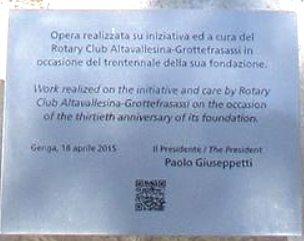 Opera realizzata su iniziativa ed a cura del
Rotary Club Altavallesina-Grottefrasassi in
occasione del trentennale della sua fondazione.
Work realized on the initiative and care by Rotary
Club Altavallesina-Grottefrasassi on the occasion
of the thirtieth anniversary of its foundation.
Genga, 18 aprile 2015 Il Presidente / The President
Paolo Giuseppetti